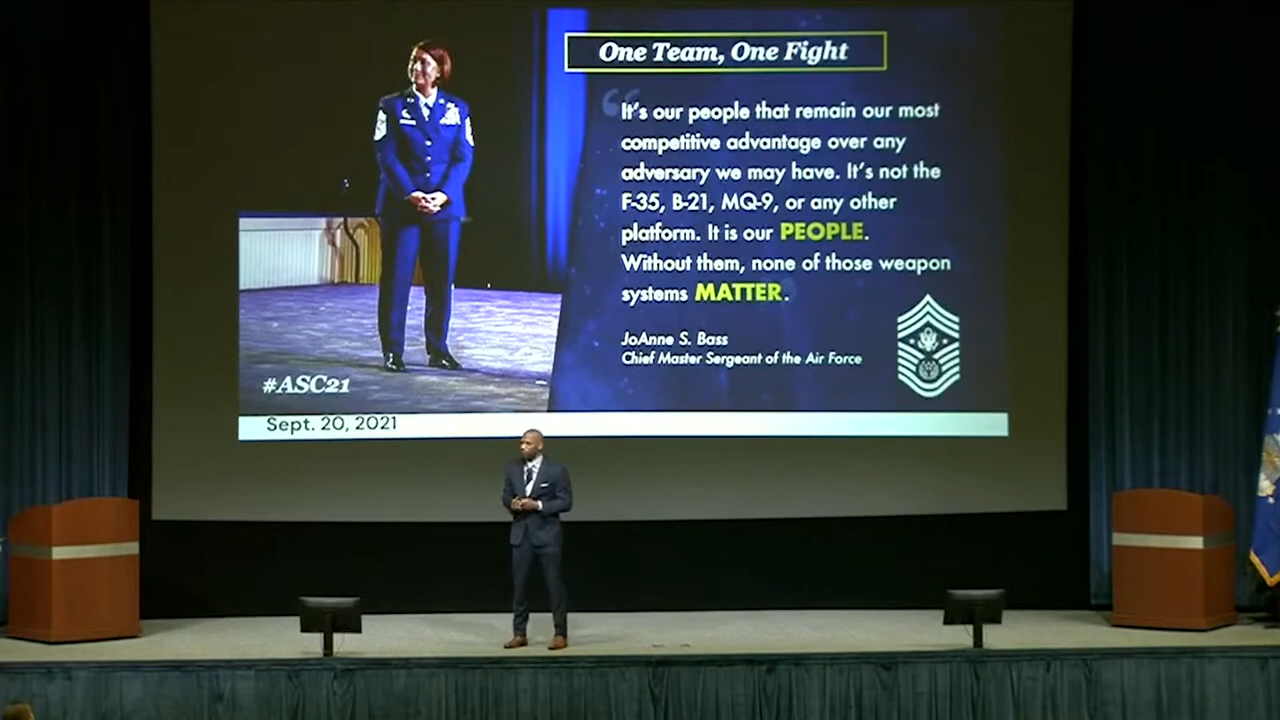 One Team, One Fight
“It's our people that remain our most
competitive advantage over any
adversary we may have. It's not the
F-35, B-21, MQ-9, or any other
platform. It is our PEOPLE.
Without them, none of those weapon
systems MATTER.
JoAnne S. Bass
Chief Master Sergeant of the Air Force
#ASC21
Sept. 20, 2021